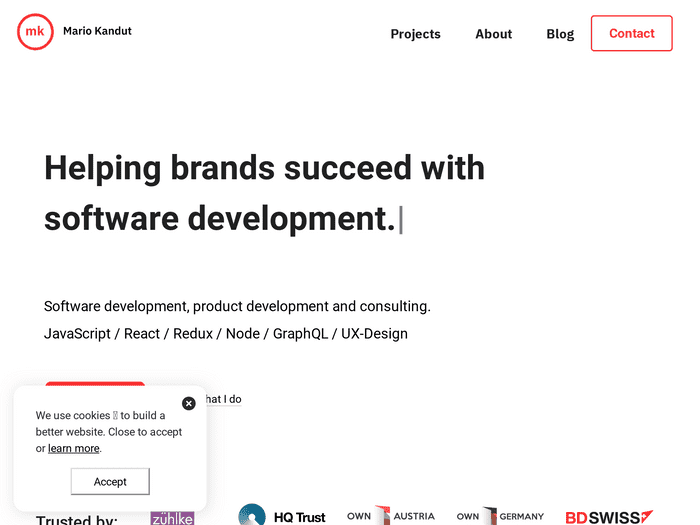 mk Mario Kandut
Projects About Blog Contact
Helping brands succeed with
software development.
Software development, product development and consulting.
JavaScript / React / Redux / Node / GraphQL / UX-Design
hat I do
We use cookies to build a
better website. Close to accept
or learn more.
Accept
Trusted by: zühlke HQ Trust OWN AUSTRIA OWN GERMANY BDSWISS